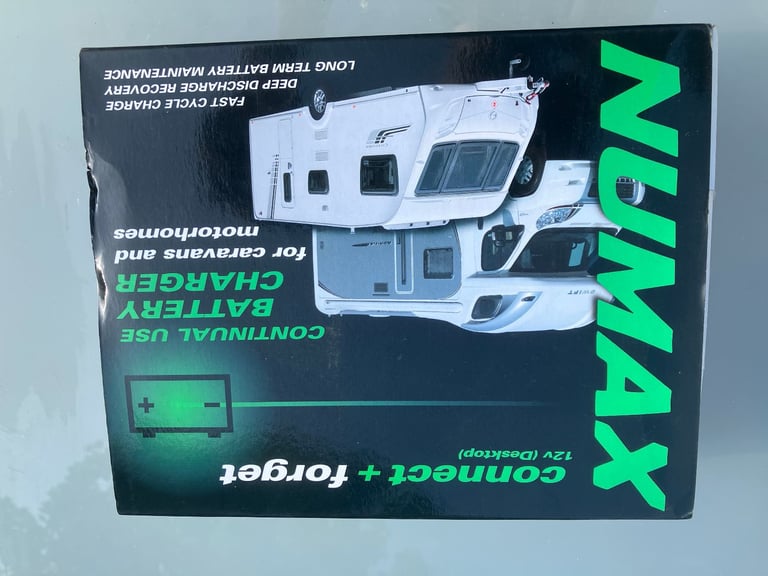 NUMAX
connect + forget
12v (Desktop)
+ -
CONTINUAL USE
BATTERY
CHARGER
for caravans and
motorhomes
SWIFT
FAST CYCLE CHARGE
DEEP DISCHARGE RECOVERY
LONG TERM BATTERY MAINTENANCE